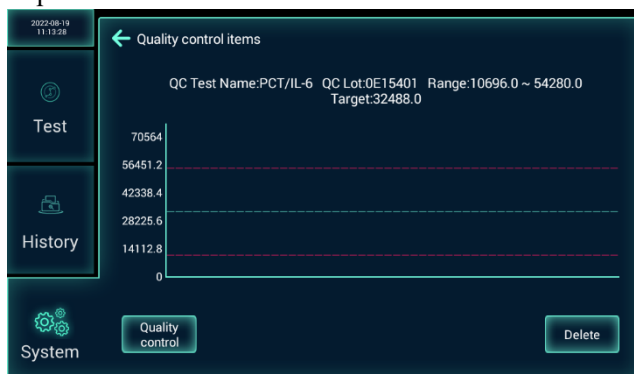 2022-08-19
11:13:28
Quality control items
QC Test Name:PCT/IL-6 QC Lot:0E15401 Range:10696.0 ~ 54280.0
Target:32488.0
Test
History
System
70564
56451.2
42338.4
28225.6
14112.8
0
Quality
control
Delete